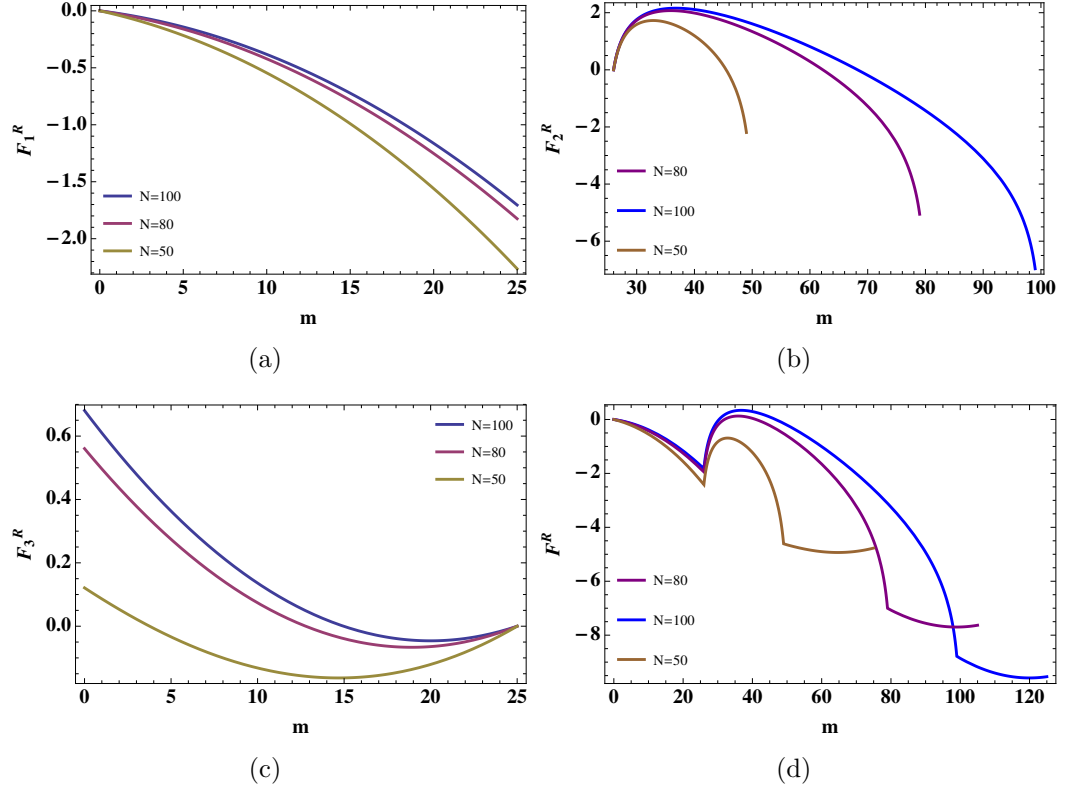 0.0
−0.5
−1.0
−1.5
−2.0
F₁ᴿ
N=100
N=80
N=50
0 5 10 15 20 25
m
(a)
2
0
−2
−4
−6
F₂ᴿ
N=80
N=100
N=50
30 40 50 60 70 80 90 100
m
(b)
0.6
0.4
0.2
0.0
F₃ᴿ
N=100
N=80
N=50
0 5 10 15 20 25
m
(c)
0
−2
−4
−6
−8
Fᴿ
N=80
N=100
N=50
0 20 40 60 80 100 120
m
(d)